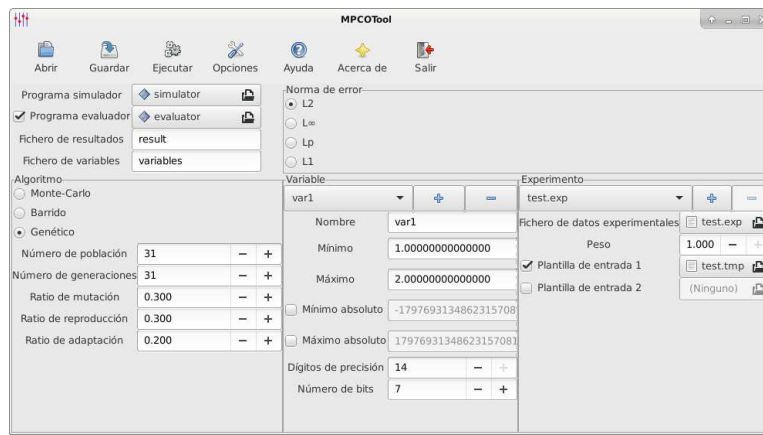 MPCOTool
Abrir Guardar Ejecutar Opciones Ayuda Acerca de Salir
Programa simulador simulator
Programa evaluador evaluator
Fichero de resultados result
Fichero de variables variables
Norma de error
L2
L∞
Lp
L1
Algoritmo
Monte-Carlo
Barrido
Genético
Número de población 31 − +
Número de generaciones 31 − +
Ratio de mutación 0.300 − +
Ratio de reproducción 0.300 − +
Ratio de adaptación 0.200 − +
Variable
var1
Nombre var1
Mínimo 1.00000000000000
Máximo 2.00000000000000
Mínimo absoluto -1797693134862315708
Máximo absoluto 17976931348623157081
Dígitos de precisión 14 − +
Número de bits 7 − +
Experimento
test.exp
Fichero de datos experimentales test.exp
Peso 1.000 − +
Plantilla de entrada 1 test.tmp
Plantilla de entrada 2 (Ninguno)